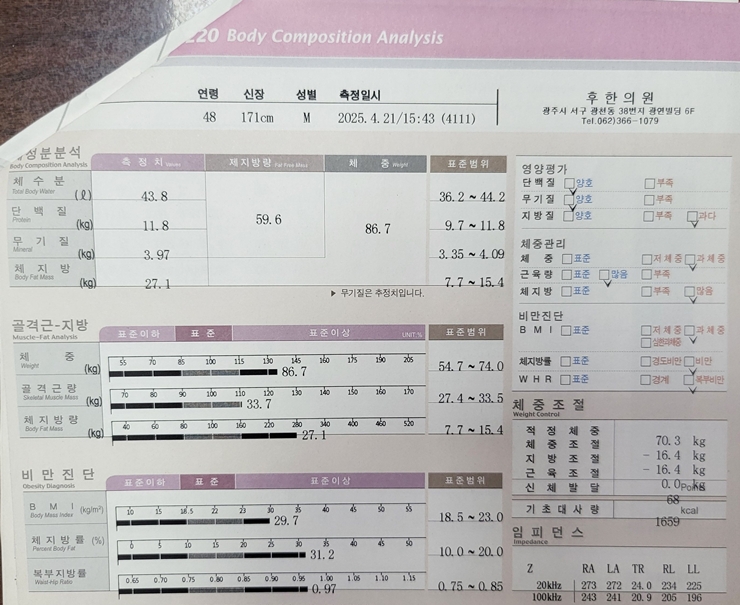 220 Body Composition Analysis
연령 신장 성별 측정일시
48 171cm M 2025. 4. 21/15:43 (4111)
후한의원
광주시 서구 광천동 38번지 광연빌딩 6F
Tel.062)366-1079
성분분석
Body Composition Analysis
측정치 Values 제지방량 Fat Free Mass 체중 Weight 표준범위
체수분 Total Body Water (ℓ) 43.8 36.2 ~ 44.2
단백질 Protein (kg) 11.8 59.6 86.7 9.7 ~ 11.8
무기질 Mineral (kg) 3.97 3.35 ~ 4.09
체지방 Body Fat Mass (kg) 27.1 7.7 ~ 15.4
▶ 무기질은 추정치입니다.
골격근-지방
Muscle-Fat Analysis
표준이하 표준 표준이상 UNIT:% 표준범위
체중 Weight (kg) 55 70 85 100 115 130 145 160 175 190 205
86.7 54.7 ~ 74.0
골격근량 Skeletal Muscle Mass (kg) 70 80 90 100 110 120 130 140 150 160 170
33.7 27.4 ~ 33.5
체지방량 Body Fat Mass (kg) 40 60 80 100 160 220 280 340 400 460 520
27.1 7.7 ~ 15.4
비만진단
Obesity Diagnosis
표준이하 표준 표준이상 표준범위
BMI (kg/m²) Body Mass Index 10 15 18.5 22 23 30 35 40 45 50 55
29.7 18.5 ~ 23.0
체지방률 (%) Percent Body Fat 0 5 10 15 20 25 30 35 40 45 50
31.2 10.0 ~ 20.0
복부지방률 Waist-Hip Ratio 0.65 0.70 0.75 0.80 0.85 0.90 0.95 1.00 1.05 1.10 1.15
0.97 0.75 ~ 0.85
영양평가
단백질 양호 부족
무기질 양호 부족
지방질 양호 부족 과다
체중관리
체중 표준 저체중 과체중
근육량 표준 많음 부족
체지방 표준 부족 많음
비만진단
BMI 표준 저체중 과체중
체지방률 표준 경도비만 비만
WHR 표준 경계 복부비만
체중조절
Weight Control
적정체중 70.3 kg
체중조절 - 16.4 kg
지방조절 - 16.4 kg
근육조절 0.0 kg
신체발달 68 Points
기초대사량 1659 kcal
임피던스
Impedance
Z RA LA TR RL LL
20kHz 273 272 24.0 234 225
100kHz 243 241 20.9 205 196